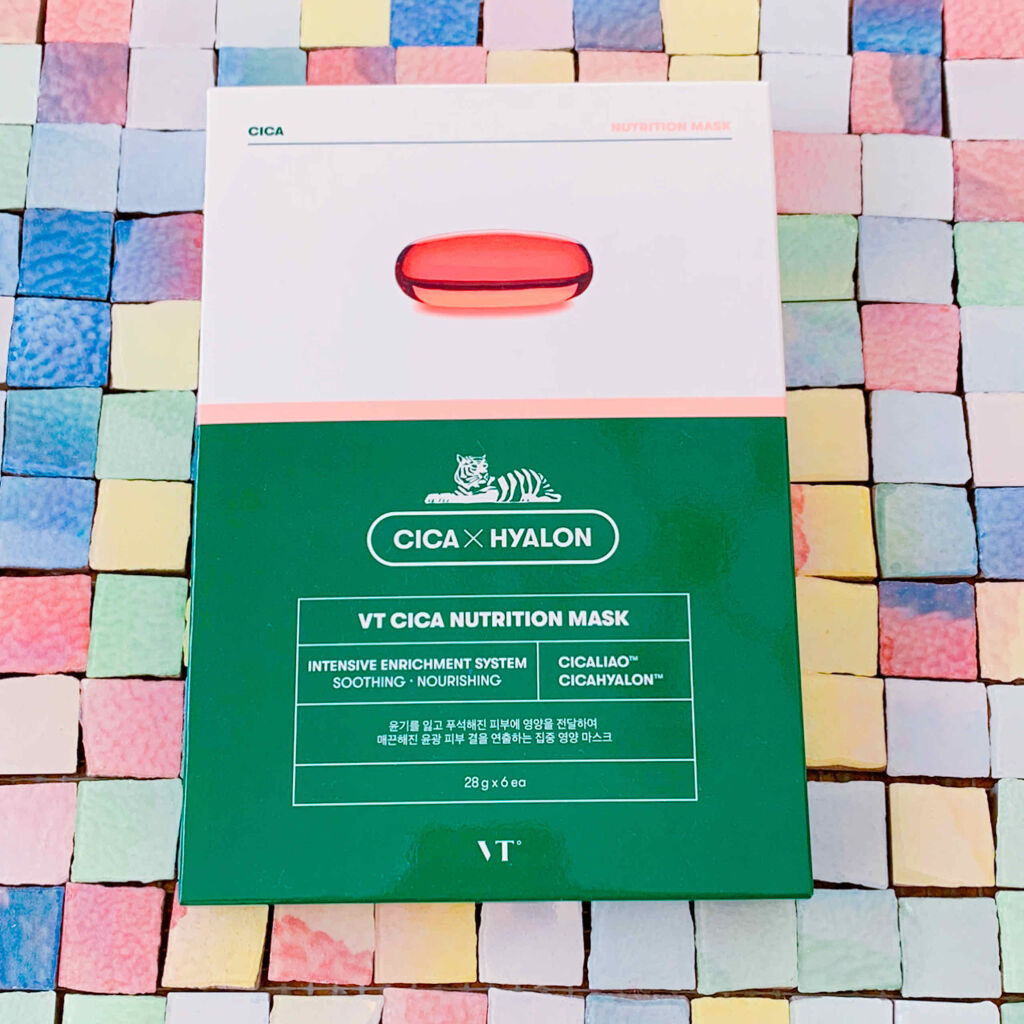 CICA
NUTRITION MASK
CICA × HYALON
VT CICA NUTRITION MASK
INTENSIVE ENRICHMENT SYSTEM
SOOTHING · NOURISHING
CICALIAO™
CICAHYALON™
윤기를 잃고 푸석해진 피부에 영양을 전달하여
매끈해진 윤광 피부 결을 연출하는 집중 영양 마스크
28 g x 6 ea
VT°